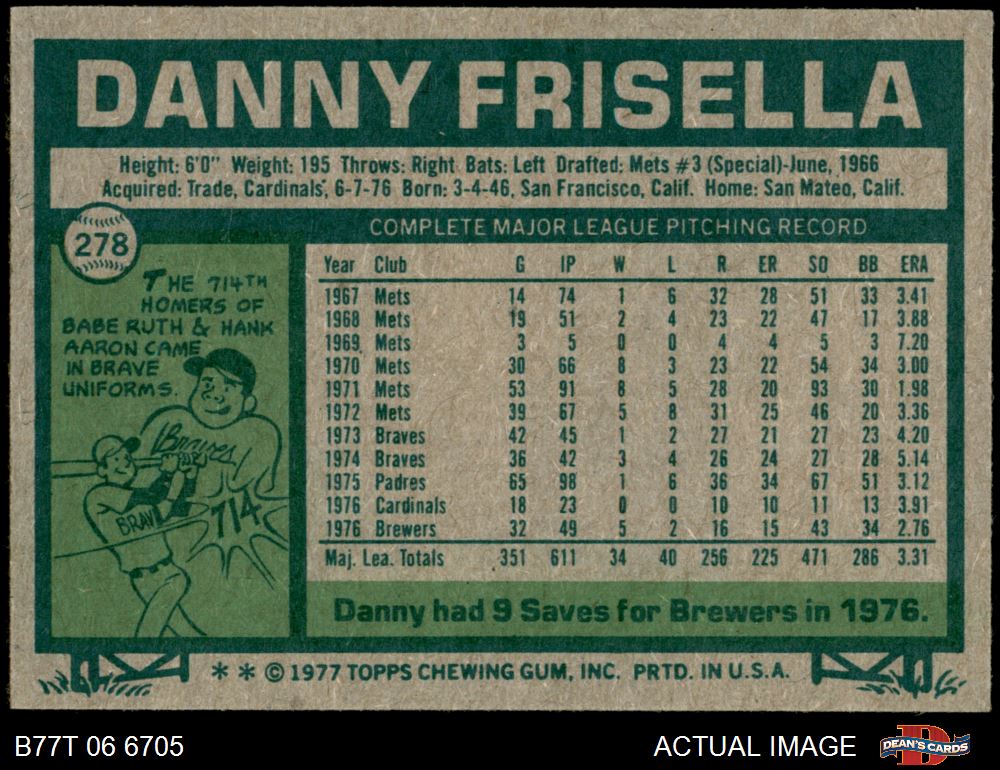 DANNY FRISELLA
Height: 6'0" Weight: 195 Throws: Right Bats: Left Drafted: Mets #3 (Special)-June, 1966
Acquired: Trade, Cardinals, 6-7-76 Born: 3-4-46, San Francisco, Calif. Home: San Mateo, Calif.
278
THE 714TH
HOMERS OF
BABE RUTH & HANK
AARON CAME
IN BRAVE
UNIFORMS.
Braves
BRAV
714
COMPLETE MAJOR LEAGUE PITCHING RECORD
Year Club G IP W L R ER SO BB ERA
1967 Mets 14 74 1 6 32 28 51 33 3.41
1968 Mets 19 51 2 4 23 22 47 17 3.88
1969 Mets 3 5 0 0 4 4 5 3 7.20
1970 Mets 30 66 8 3 23 22 54 34 3.00
1971 Mets 53 91 8 5 28 20 93 30 1.98
1972 Mets 39 67 5 8 31 25 46 20 3.36
1973 Braves 42 45 1 2 27 21 27 23 4.20
1974 Braves 36 42 3 4 26 24 27 28 5.14
1975 Padres 65 98 1 6 36 34 67 51 3.12
1976 Cardinals 18 23 0 0 10 10 11 13 3.91
1976 Brewers 32 49 5 2 16 15 43 34 2.76
Maj. Lea. Totals 351 611 34 40 256 225 471 286 3.31
Danny had 9 Saves for Brewers in 1976.
* * © 1977 TOPPS CHEWING GUM, INC. PRTD. IN U.S.A.
B77T 06 6705
ACTUAL IMAGE
DEAN'S CARDS